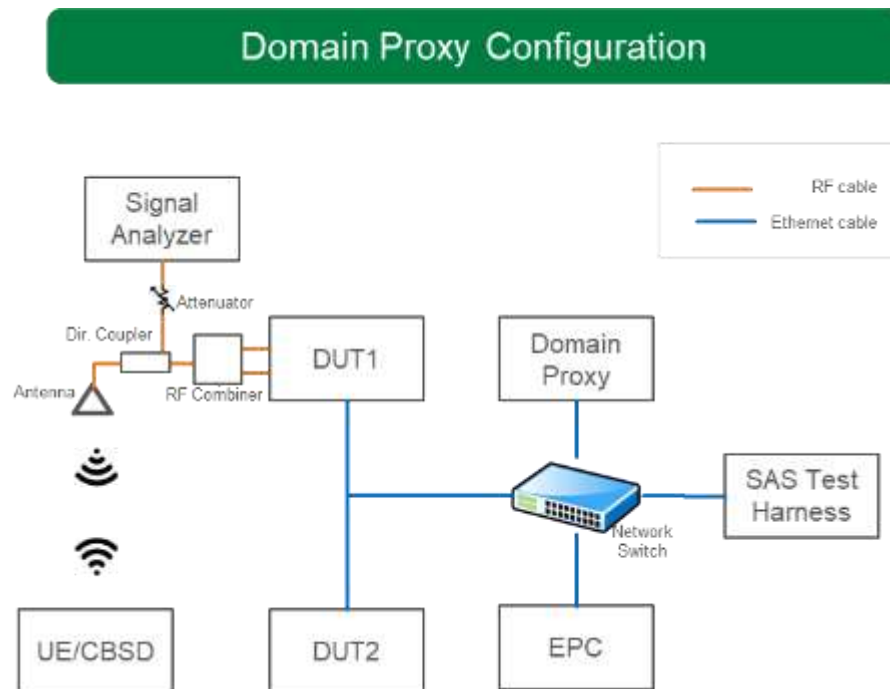 Domain Proxy Configuration
RF cable
Ethernet cable
Signal
Analyzer
Attenuator
Dir. Coupler
Antenna
RF Combiner
DUT1
Domain
Proxy
SAS Test
Harness
Network
Switch
UE/CBSD
DUT2
EPC